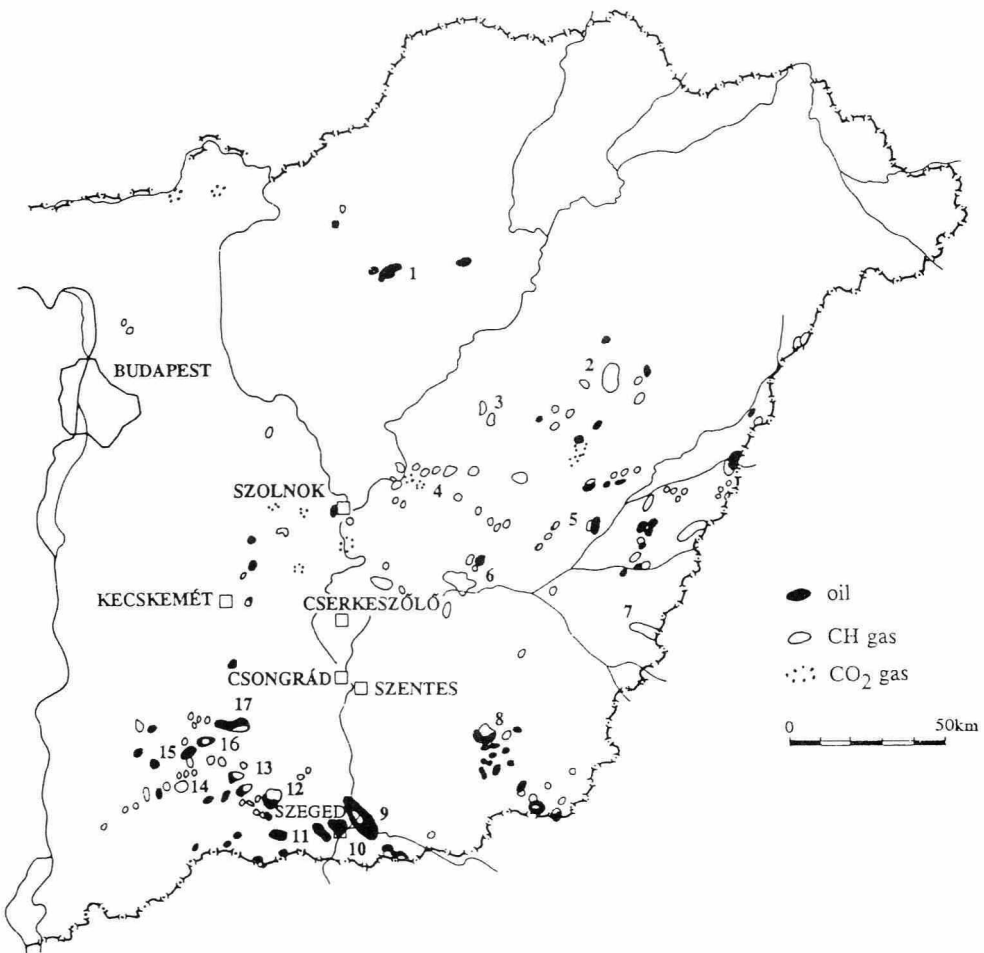 1
BUDAPEST
2
3
SZOLNOK
4
5
6
KECSKEMÉT
CSERKESZŐLŐ
7
oil
CH gas
CO2 gas
0 50km
CSONGRÁD
SZENTES
17
8
16
15
13
14
12
SZEGED
9
11
10